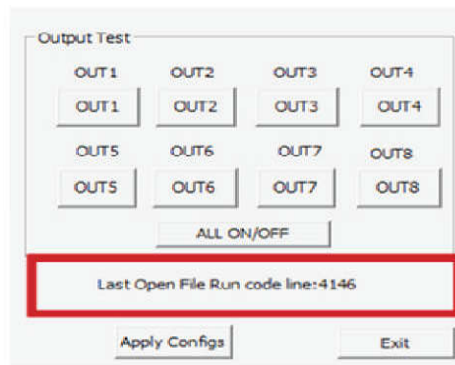 Output Test
OUT1 OUT2 OUT3 OUT4
OUT1 OUT2 OUT3 OUT4
OUT5 OUT6 OUT7 OUT8
OUT5 OUT6 OUT7 OUT8
ALL ON/OFF
Last Open File Run code line:4146
Apply Configs Exit